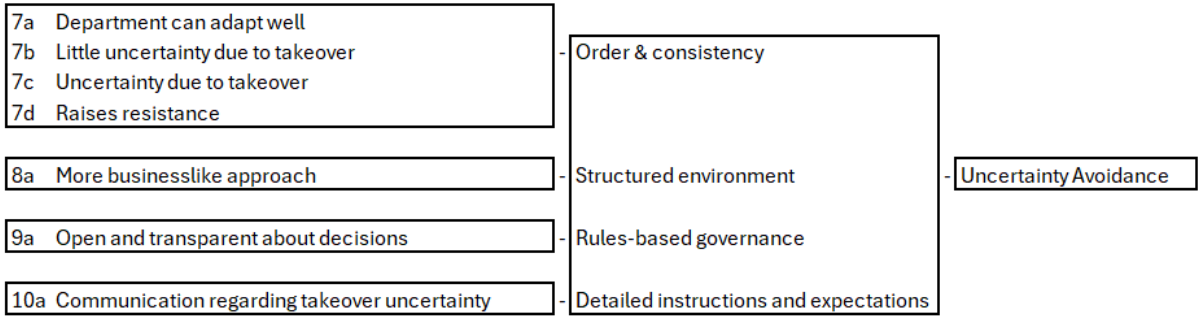 7a Department can adapt well
7b Little uncertainty due to takeover - Order & consistency
7c Uncertainty due to takeover
7d Raises resistance
8a More businesslike approach - Structured environment - Uncertainty Avoidance
9a Open and transparent about decisions - Rules-based governance
10a Communication regarding takeover uncertainty - Detailed instructions and expectations